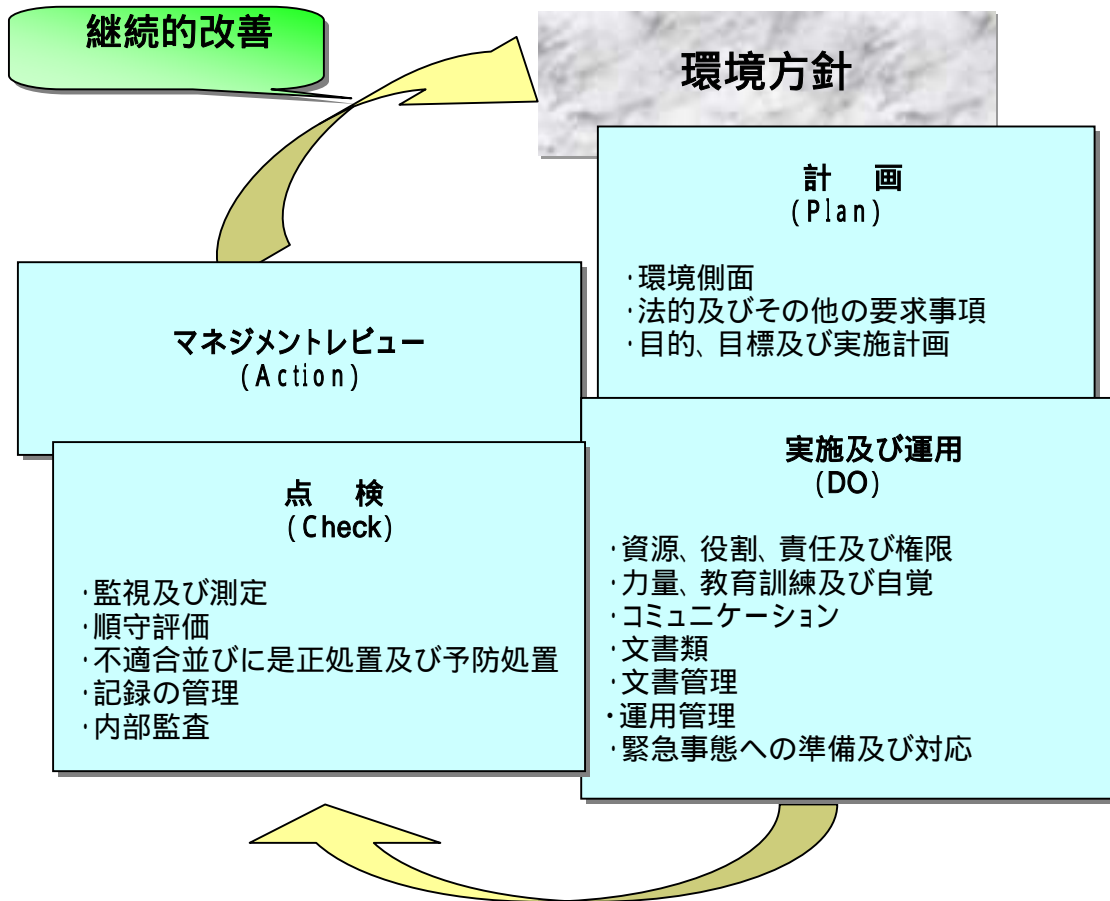 継続的改善
環境方針
計　画
(Plan)
・環境側面
・法的及びその他の要求事項
・目的、目標及び実施計画
実施及び運用
(DO)
・資源、役割、責任及び権限
・力量、教育訓練及び自覚
・コミュニケーション
・文書類
・文書管理
・運用管理
・緊急事態への準備及び対応
点　検
(Check)
・監視及び測定
・順守評価
・不適合並びに是正処置及び予防処置
・記録の管理
・内部監査
マネジメントレビュー
(Action)